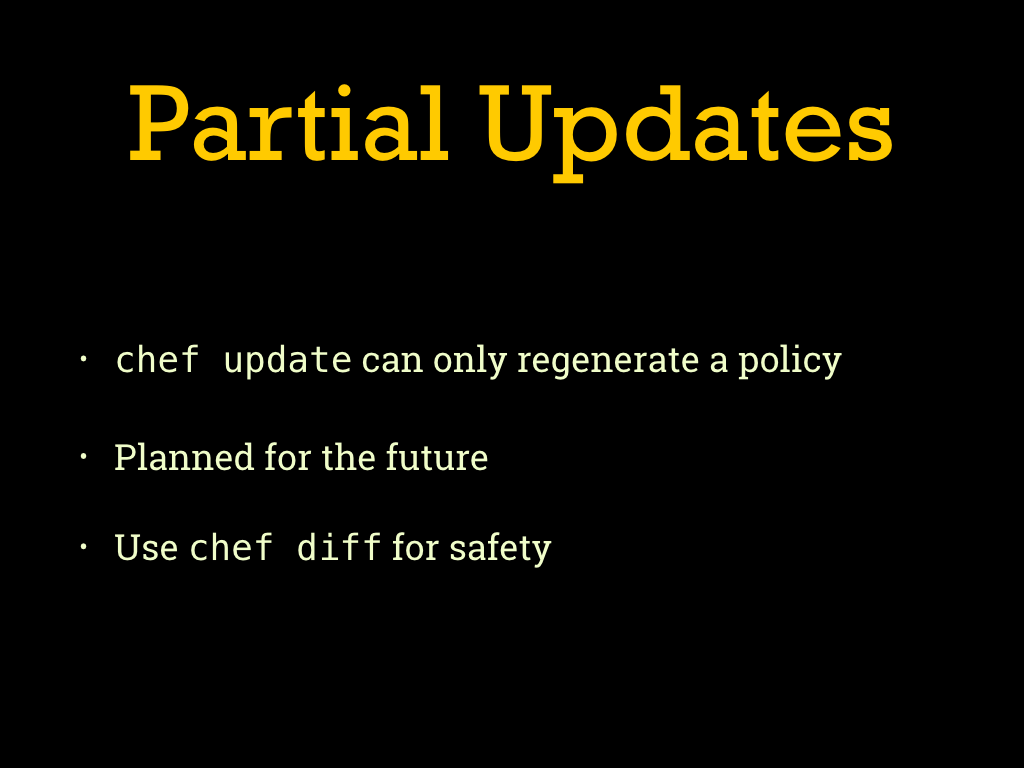 Partial Updates
• chef update can only regenerate a policy
• Planned for the future
• Use chef diff for safety